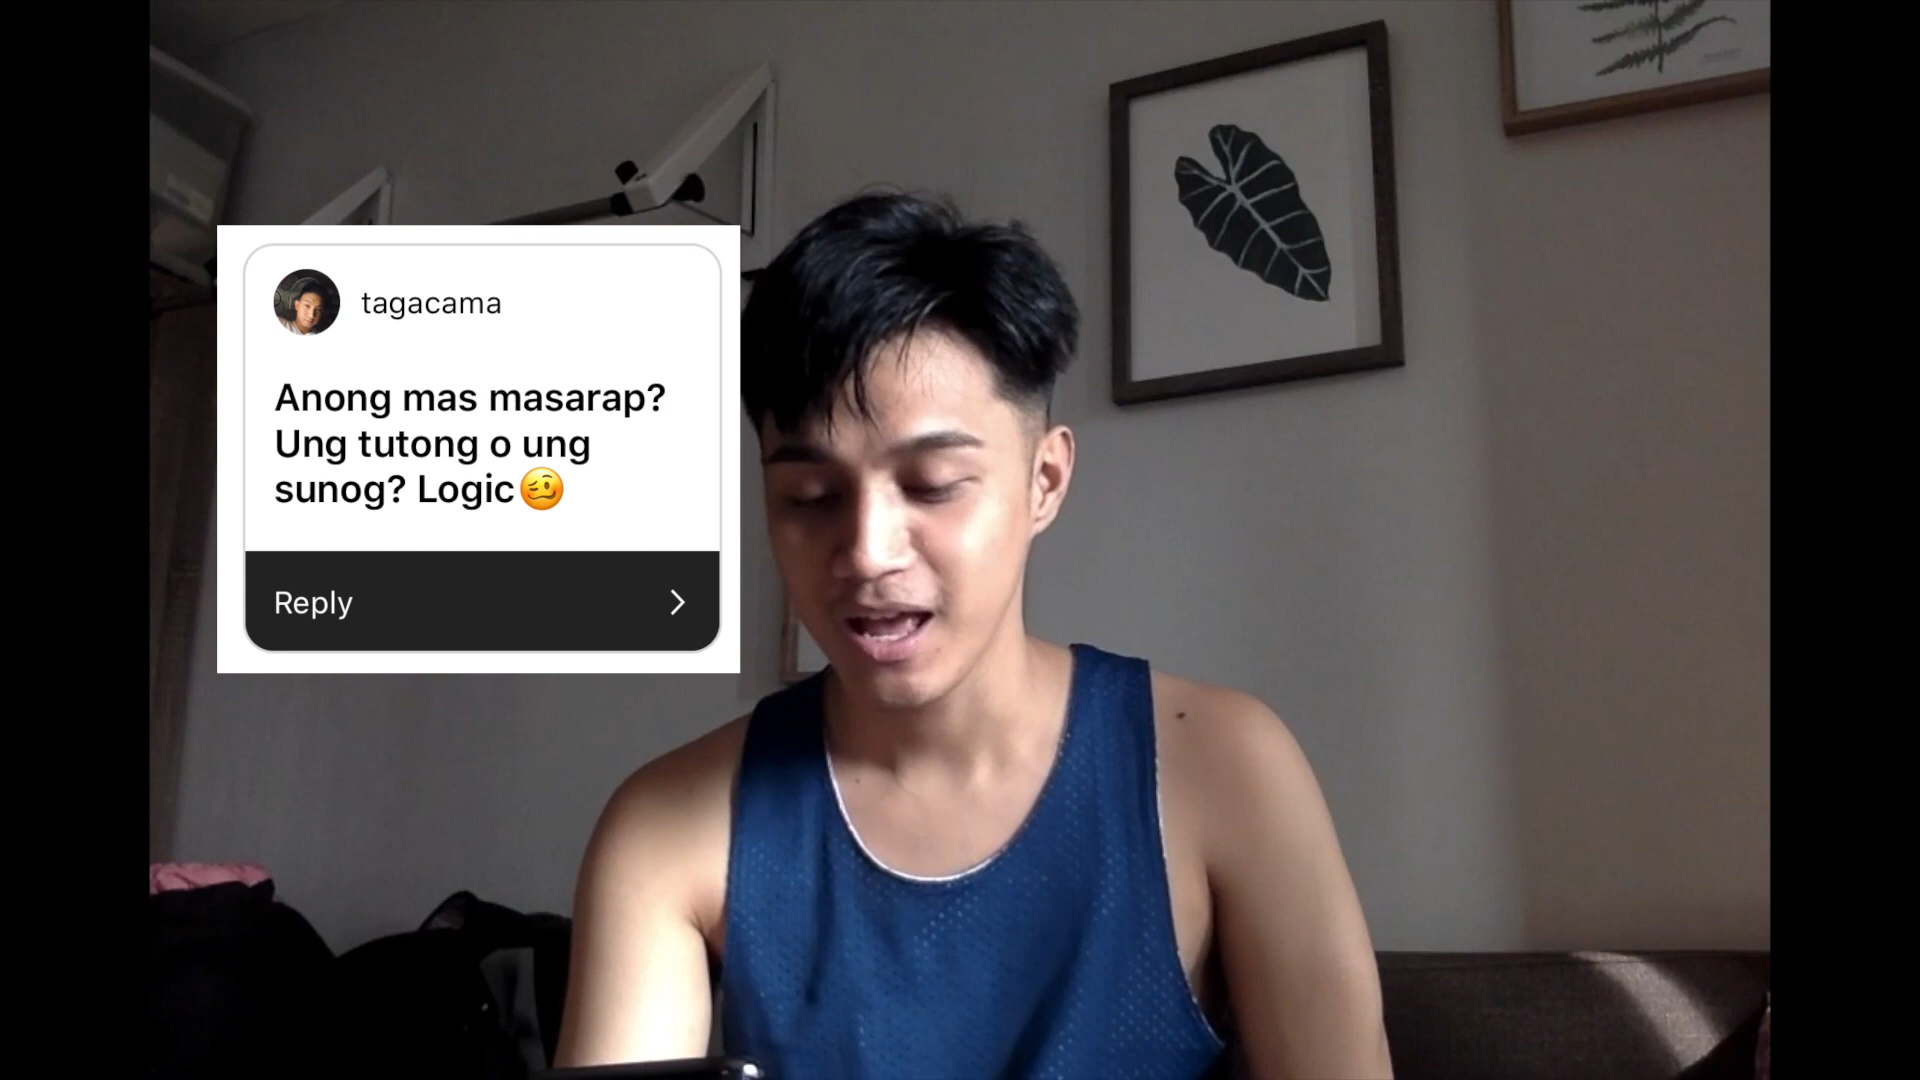 tagacama
Anong mas masarap?
Ung tutong o ung
sunog? Logic🥴
Reply